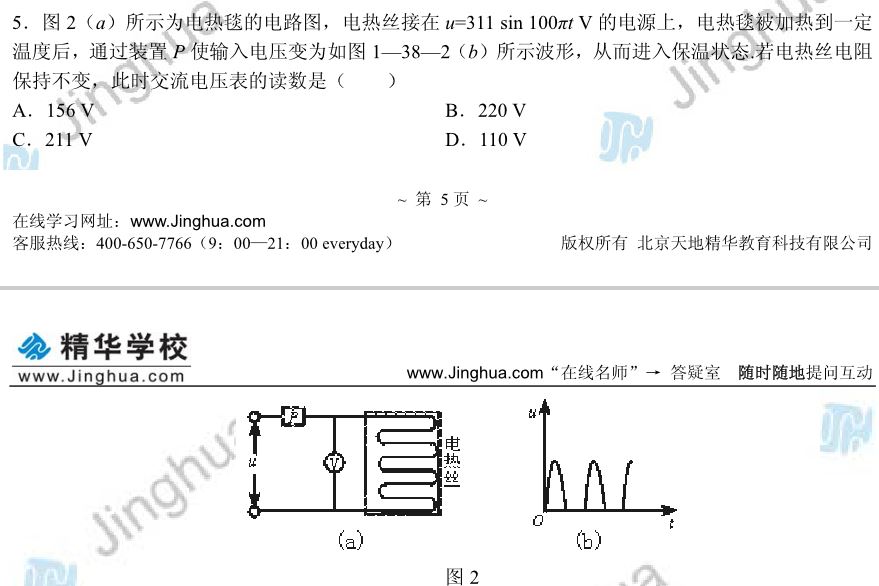 5．图 2（a）所示为电热毯的电路图，电热丝接在 u=311 sin 100πt V 的电源上，电热毯被加热到一定
温度后，通过装置 P 使输入电压变为如图 1—38—2（b）所示波形，从而进入保温状态.若电热丝电阻
保持不变，此时交流电压表的读数是（　　）
A．156 V B．220 V
C．211 V D．110 V
~ 第 5 页 ~
在线学习网址：www.Jinghua.com
客服热线：400-650-7766（9：00—21：00 everyday） 版权所有 北京天地精华教育科技有限公司
精华学校
www.Jinghua.com
www.Jinghua.com“在线名师”→ 答疑室 随时随地提问互动
P
u
V
电热丝
(a)
u
O
t
(b)
图 2
Jinghua
Jinghua
Jinghua